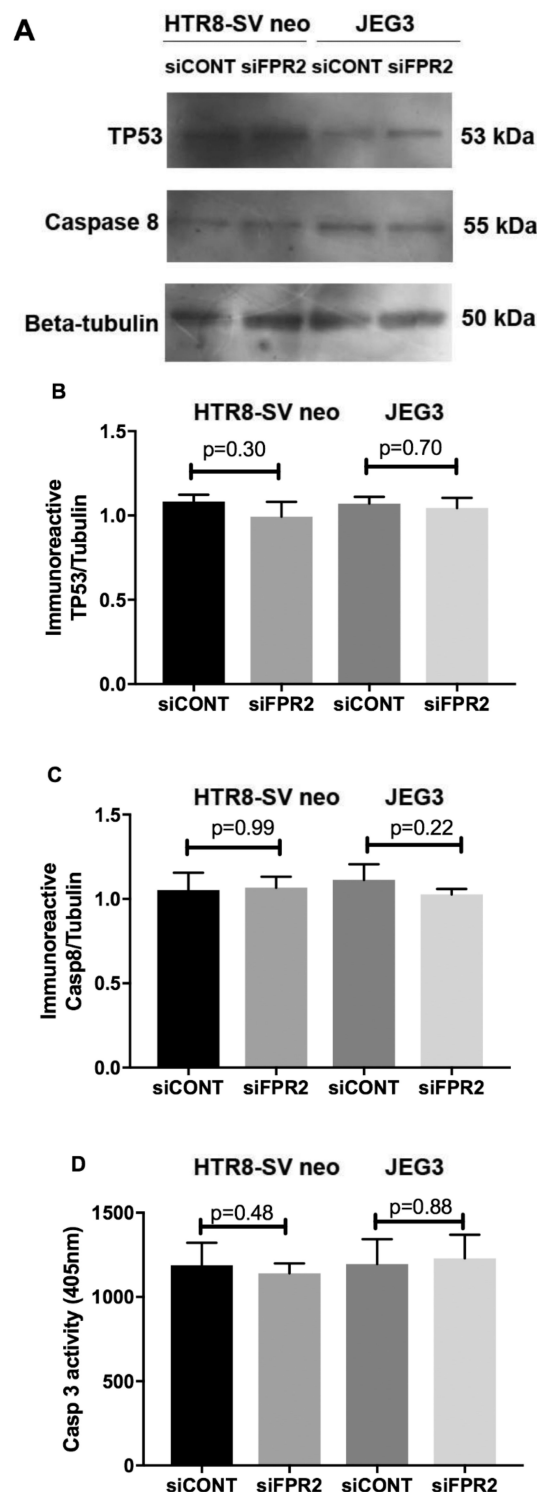 A
HTR8-SV neo JEG3
siCONT siFPR2 siCONT siFPR2
TP53 53 kDa
Caspase 8 55 kDa
Beta-tubulin 50 kDa
B
HTR8-SV neo JEG3
p=0.30 p=0.70
Immunoreactive
TP53/Tubulin
1.5
1.0
0.5
0.0
siCONT siFPR2 siCONT siFPR2
C
HTR8-SV neo JEG3
p=0.99 p=0.22
Immunoreactive
Casp8/Tubulin
1.5
1.0
0.5
0.0
siCONT siFPR2 siCONT siFPR2
D
HTR8-SV neo JEG3
p=0.48 p=0.88
Casp 3 activity (405nm)
1500
1000
500
0
siCONT siFPR2 siCONT siFPR2